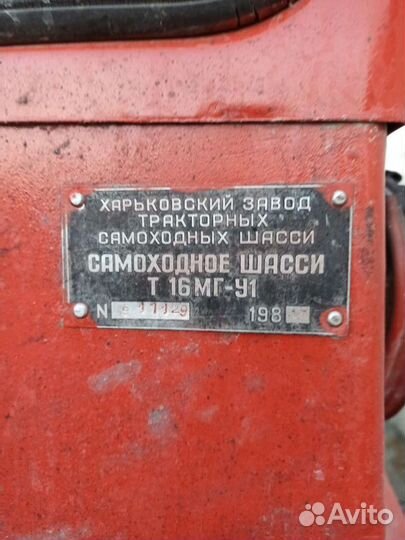 ХАРЬКОВСКИЙ ЗАВОД
ТРАКТОРНЫХ
САМОХОДНЫХ ШАССИ
САМОХОДНОЕ ШАССИ
Т 16МГ-У1
N
198
Avito